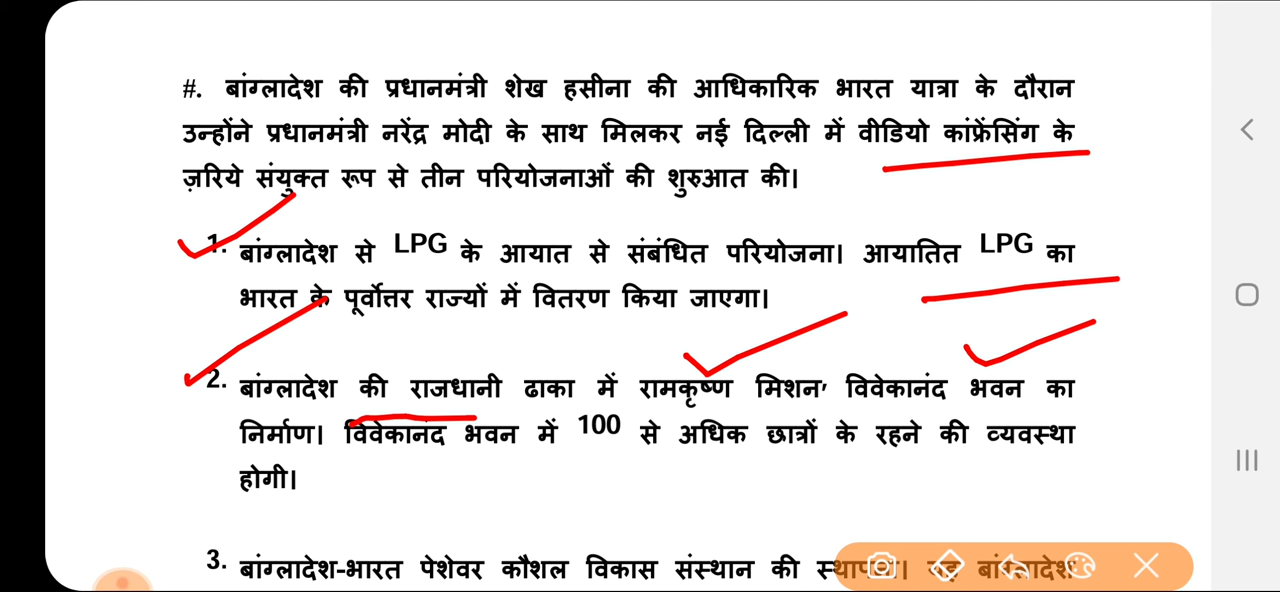 #. बांग्लादेश की प्रधानमंत्री शेख हसीना की आधिकारिक भारत यात्रा के दौरान
उन्होंने प्रधानमंत्री नरेंद्र मोदी के साथ मिलकर नई दिल्ली में वीडियो कांफ्रेंसिंग के
ज़रिये संयुक्त रूप से तीन परियोजनाओं की शुरुआत की।
1. बांग्लादेश से LPG के आयात से संबंधित परियोजना। आयातित LPG का
भारत के पूर्वोत्तर राज्यों में वितरण किया जाएगा।
2. बांग्लादेश की राजधानी ढाका में रामकृष्ण मिशन’ विवेकानंद भवन का
निर्माण। विवेकानंद भवन में 100 से अधिक छात्रों के रहने की व्यवस्था
होगी।
3. बांग्लादेश-भारत पेशेवर कौशल विकास संस्थान की